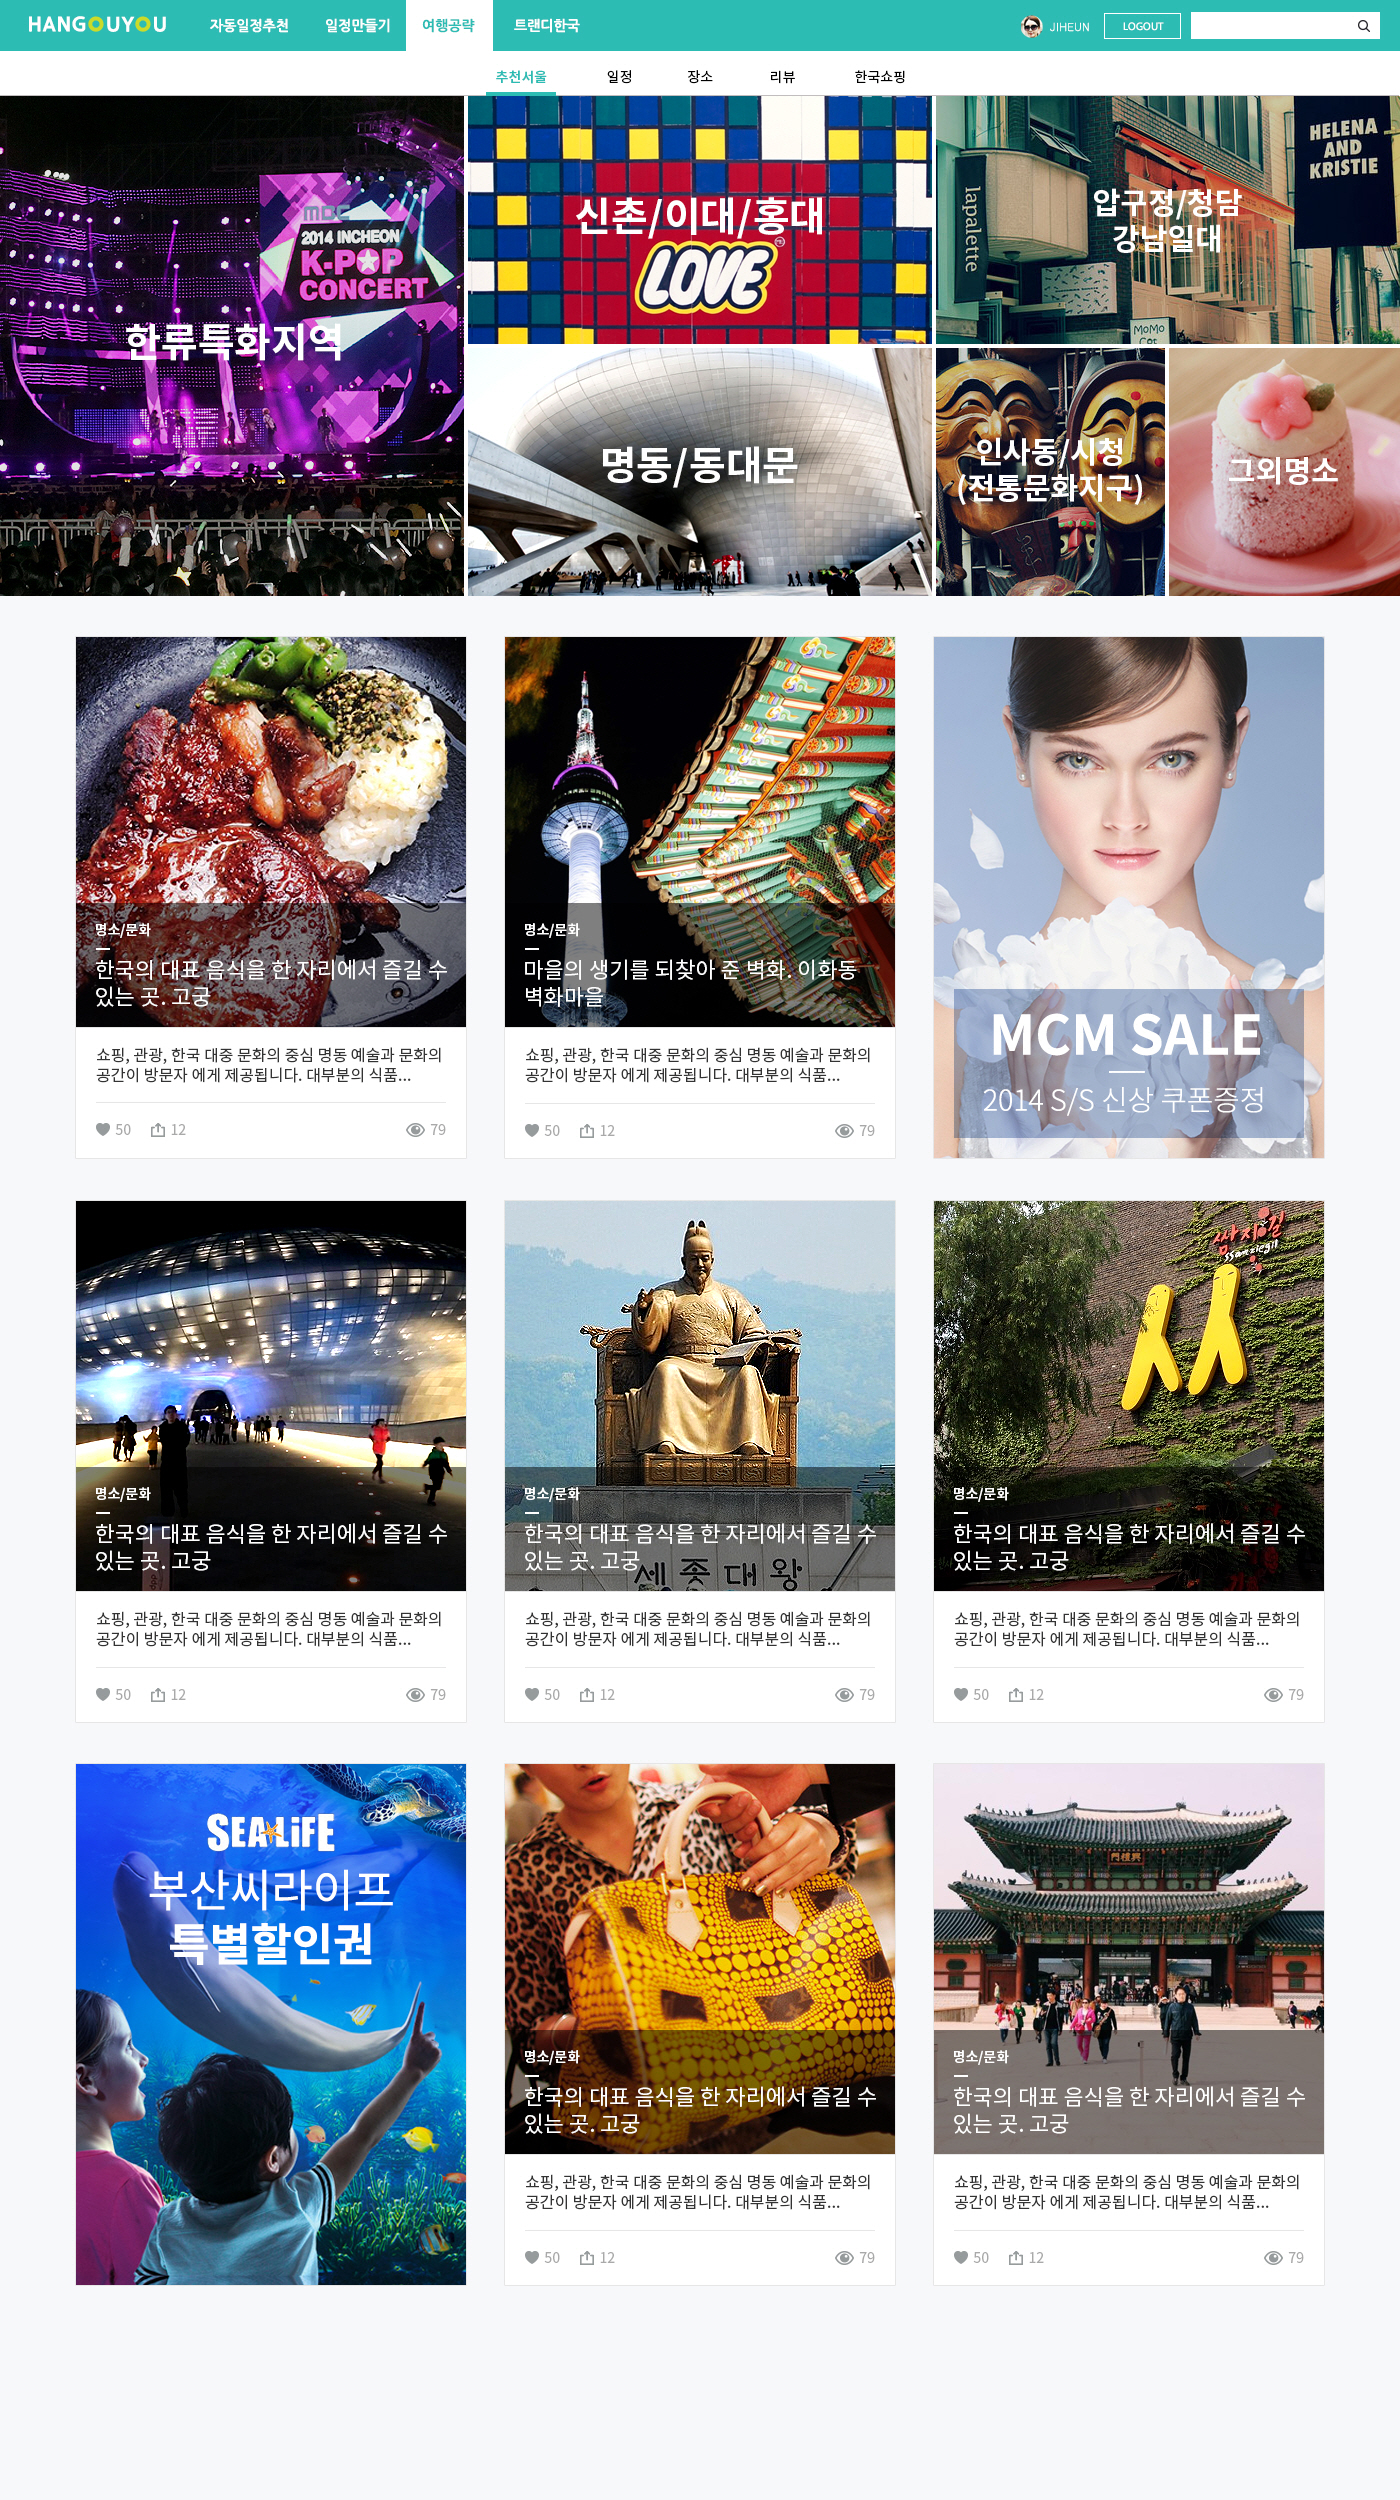 HANGOUYOU
자동일정추천
일정만들기
여행공략
트랜디한국
JIHEUN
LOGOUT
추천서울
일정
장소
리뷰
한국쇼핑
mbc
2014 INCHEON
K-POP
CONCERT
한류특화지역
신촌/이대/홍대
LOVE
HELENA
AND
KRISTIE
lapalette
압구정/청담
강남일대
MoMo
Cot
명동/동대문
인사동/시청
(전통문화지구)
그외명소
명소/문화
한국의 대표 음식을 한 자리에서 즐길 수
있는 곳. 고궁
쇼핑, 관광, 한국 대중 문화의 중심 명동 예술과 문화의
공간이 방문자 에게 제공됩니다. 대부분의 식품...
50
12
79
명소/문화
마을의 생기를 되찾아 준 벽화. 이화동
벽화마을
쇼핑, 관광, 한국 대중 문화의 중심 명동 예술과 문화의
공간이 방문자 에게 제공됩니다. 대부분의 식품...
50
12
79
MCM SALE
2014 S/S 신상 쿠폰증정
명소/문화
한국의 대표 음식을 한 자리에서 즐길 수
있는 곳. 고궁
쇼핑, 관광, 한국 대중 문화의 중심 명동 예술과 문화의
공간이 방문자 에게 제공됩니다. 대부분의 식품...
50
12
79
명소/문화
한국의 대표 음식을 한 자리에서 즐길 수
있는 곳. 고궁
세종대왕
쇼핑, 관광, 한국 대중 문화의 중심 명동 예술과 문화의
공간이 방문자 에게 제공됩니다. 대부분의 식품...
50
12
79
쌈지길
ssamziegil
명소/문화
한국의 대표 음식을 한 자리에서 즐길 수
있는 곳. 고궁
쇼핑, 관광, 한국 대중 문화의 중심 명동 예술과 문화의
공간이 방문자 에게 제공됩니다. 대부분의 식품...
50
12
79
SEALiFE
부산씨라이프
특별할인권
명소/문화
한국의 대표 음식을 한 자리에서 즐길 수
있는 곳. 고궁
쇼핑, 관광, 한국 대중 문화의 중심 명동 예술과 문화의
공간이 방문자 에게 제공됩니다. 대부분의 식품...
50
12
79
門禮興
명소/문화
한국의 대표 음식을 한 자리에서 즐길 수
있는 곳. 고궁
쇼핑, 관광, 한국 대중 문화의 중심 명동 예술과 문화의
공간이 방문자 에게 제공됩니다. 대부분의 식품...
50
12
79